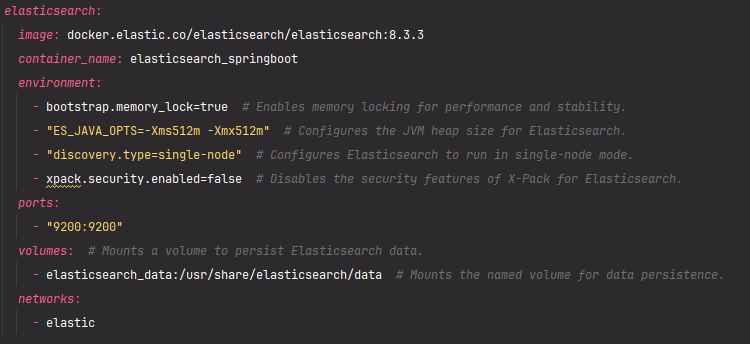 elasticsearch:
image: docker.elastic.co/elasticsearch/elasticsearch:8.3.3
container_name: elasticsearch_springboot
environment:
- bootstrap.memory_lock=true  # Enables memory locking for performance and stability.
- "ES_JAVA_OPTS=-Xms512m -Xmx512m"  # Configures the JVM heap size for Elasticsearch.
- "discovery.type=single-node"  # Configures Elasticsearch to run in single-node mode.
- xpack.security.enabled=false  # Disables the security features of X-Pack for Elasticsearch.
ports:
- "9200:9200"
volumes:  # Mounts a volume to persist Elasticsearch data.
- elasticsearch_data:/usr/share/elasticsearch/data  # Mounts the named volume for data persistence.
networks:
- elastic